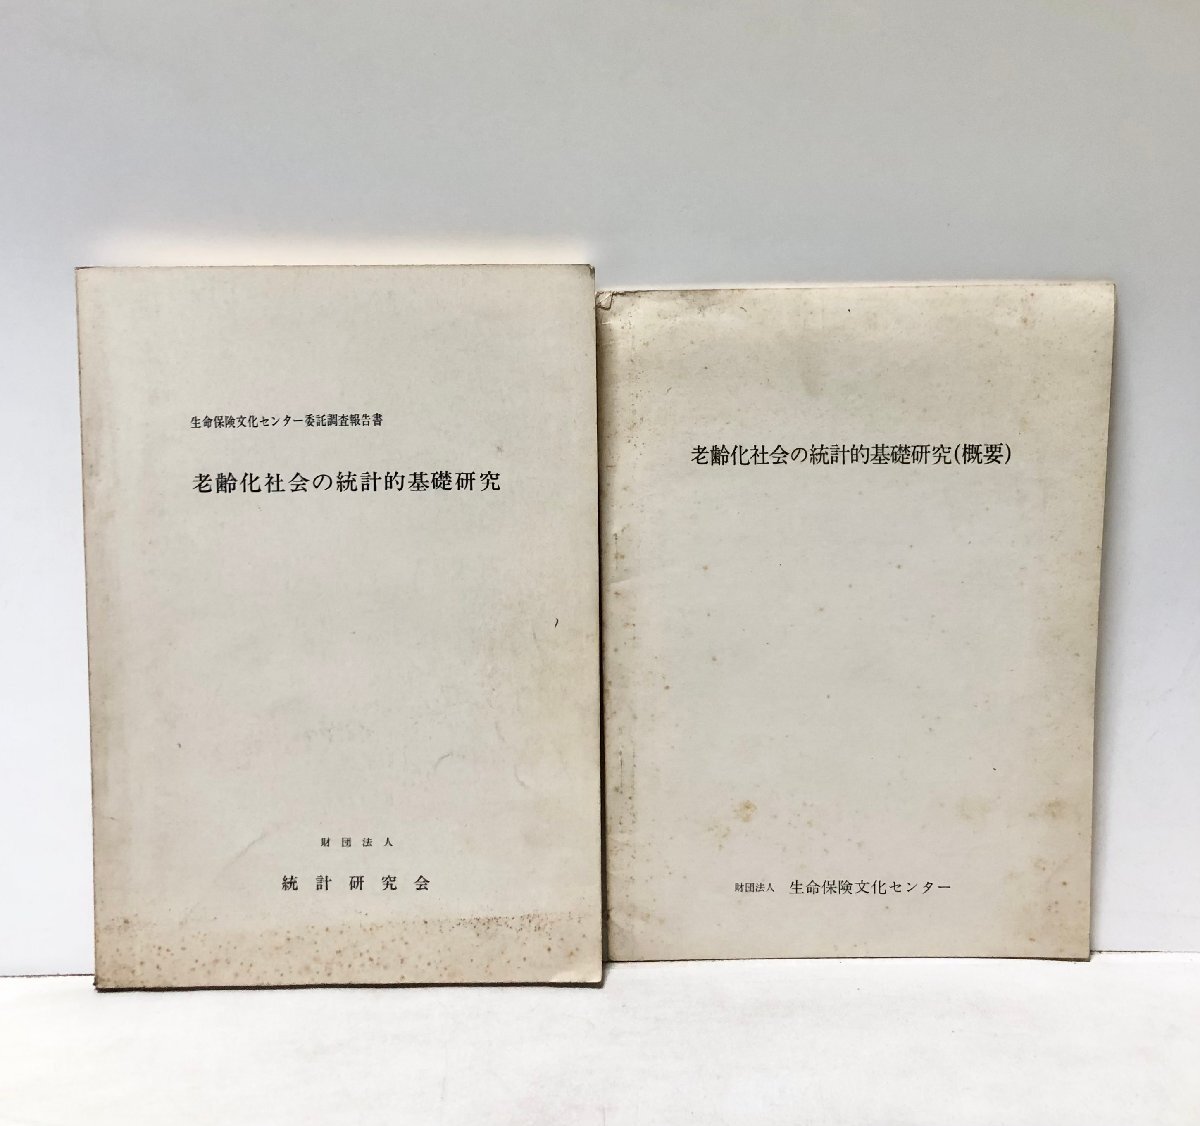 生命保険文化センター委託調査報告書
老齢化社会の統計的基礎研究
財団法人
統計研究会
老齢化社会の統計的基礎研究(概要)
財団法人 生命保険文化センター